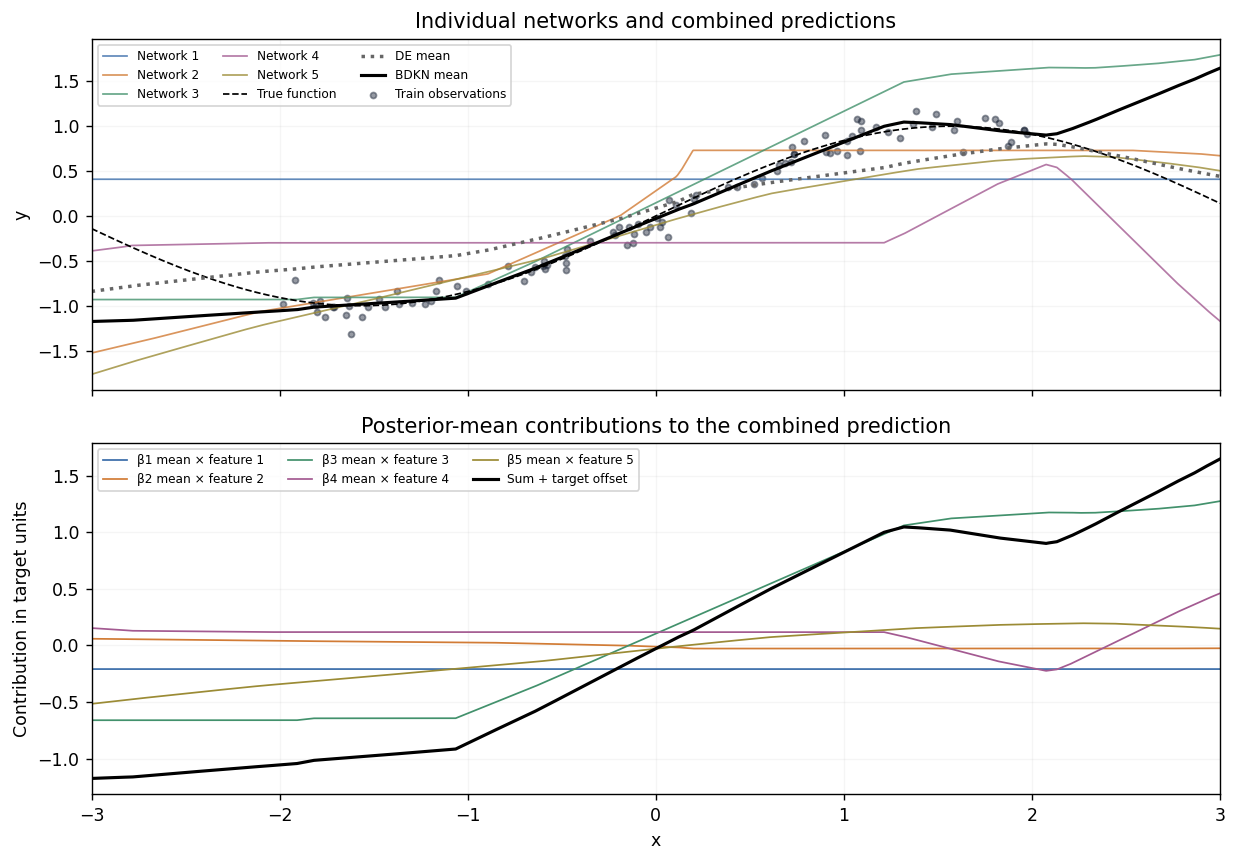 Individual networks and combined predictions
Network 1
Network 2
Network 3
Network 4
Network 5
True function
DE mean
BDKN mean
Train observations
y
1.5
1.0
0.5
0.0
−0.5
−1.0
−1.5
Posterior-mean contributions to the combined prediction
β1 mean × feature 1
β2 mean × feature 2
β3 mean × feature 3
β4 mean × feature 4
β5 mean × feature 5
Sum + target offset
Contribution in target units
1.5
1.0
0.5
0.0
−0.5
−1.0
−3 −2 −1 0 1 2 3
x